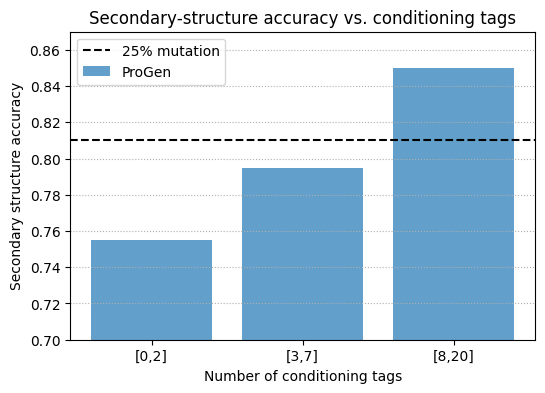 Secondary-structure accuracy vs. conditioning tags
25% mutation
ProGen
Secondary structure accuracy
0.86
0.84
0.82
0.80
0.78
0.76
0.74
0.72
0.70
[0,2]
[3,7]
[8,20]
Number of conditioning tags